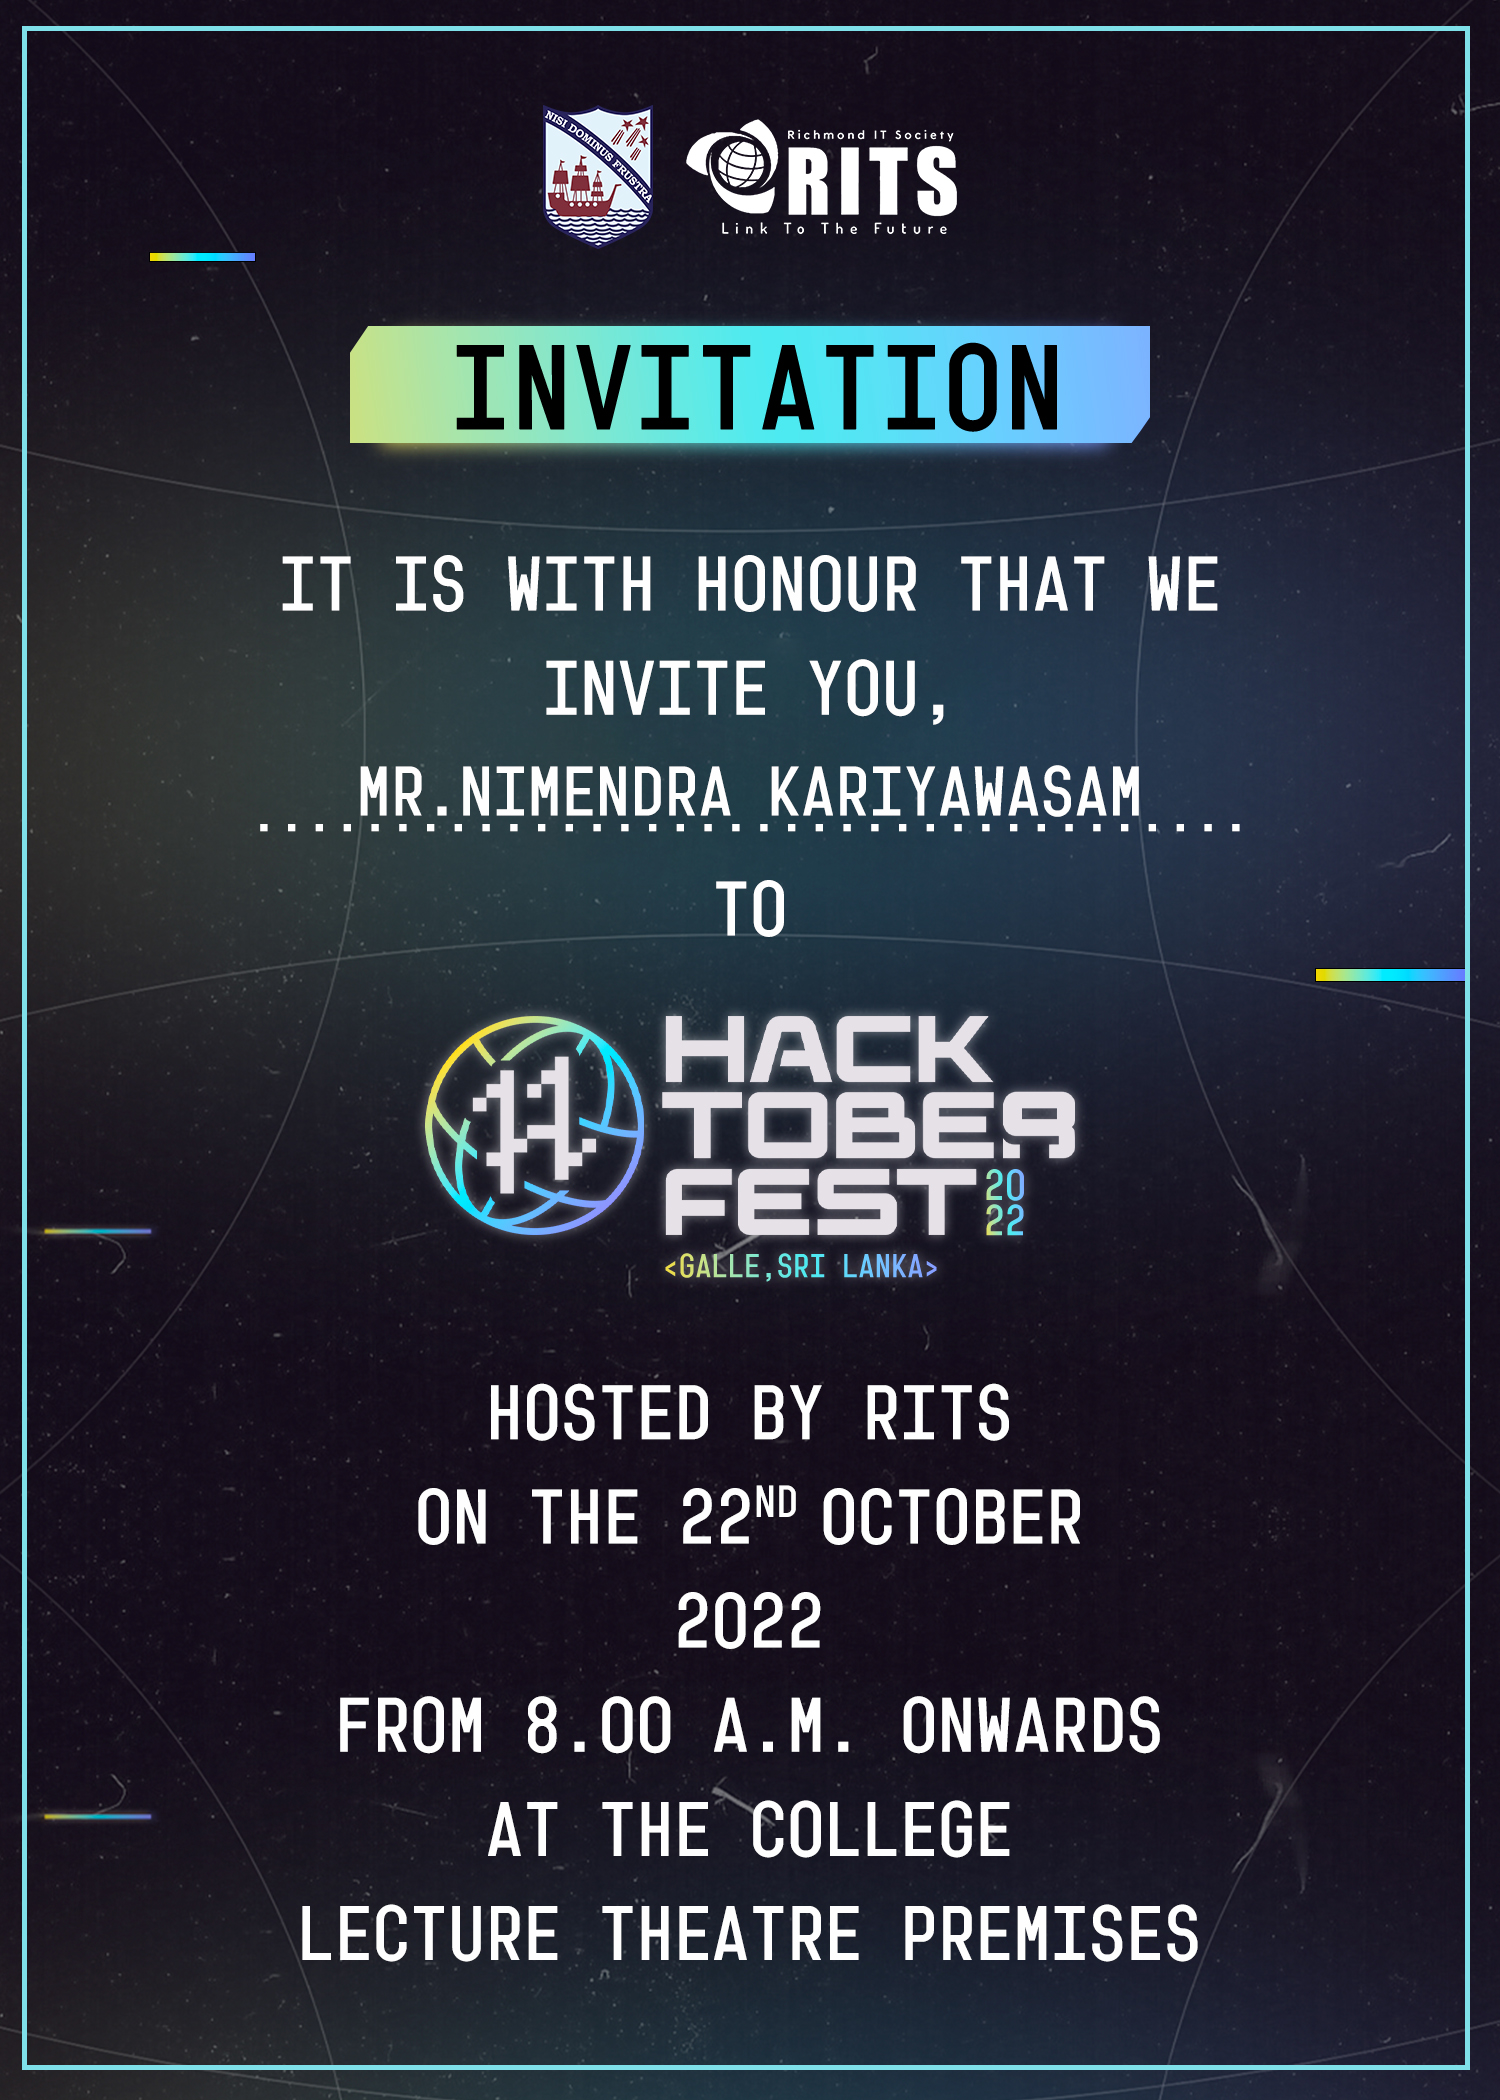 NISI DOMINUS FRUSTRA
Richmond IT Society
RITS
Link To The Future
INVITATION
IT IS WITH HONOUR THAT WE
INVITE YOU,
MR.NIMENDRA KARIYAWASAM
....................................
TO
HACK
TOBER
FEST 20
22
<GALLE,SRI LANKA>
HOSTED BY RITS
ON THE 22ND OCTOBER
2022
FROM 8.00 A.M. ONWARDS
AT THE COLLEGE
LECTURE THEATRE PREMISES